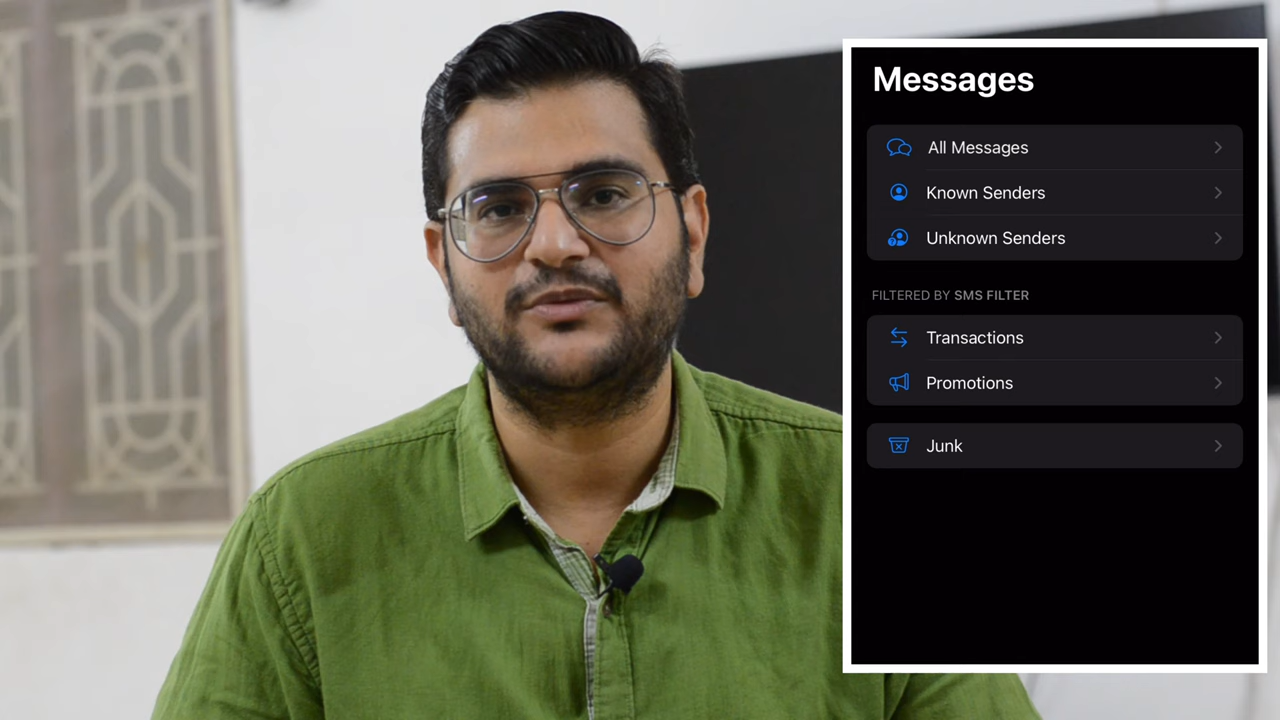 Messages
All Messages
Known Senders
Unknown Senders
FILTERED BY SMS FILTER
Transactions
Promotions
Junk